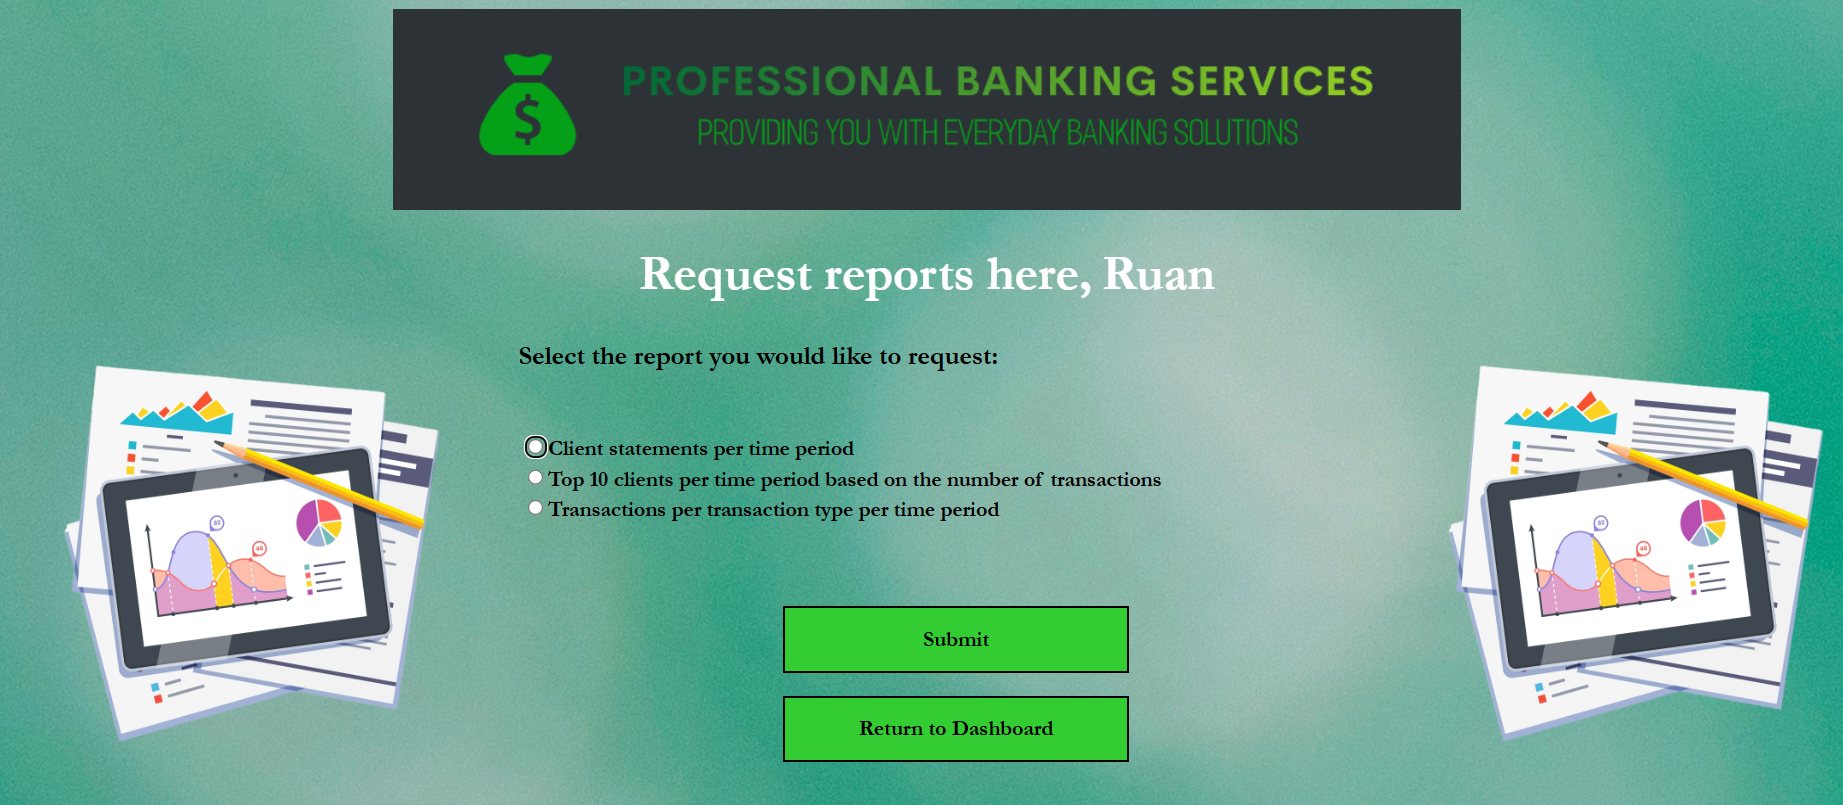 PROFESSIONAL BANKING SERVICES
PROVIDING YOU WITH EVERYDAY BANKING SOLUTIONS
Request reports here, Ruan
Select the report you would like to request:
Client statements per time period
Top 10 clients per time period based on the number of transactions
Transactions per transaction type per time period
Submit
Return to Dashboard